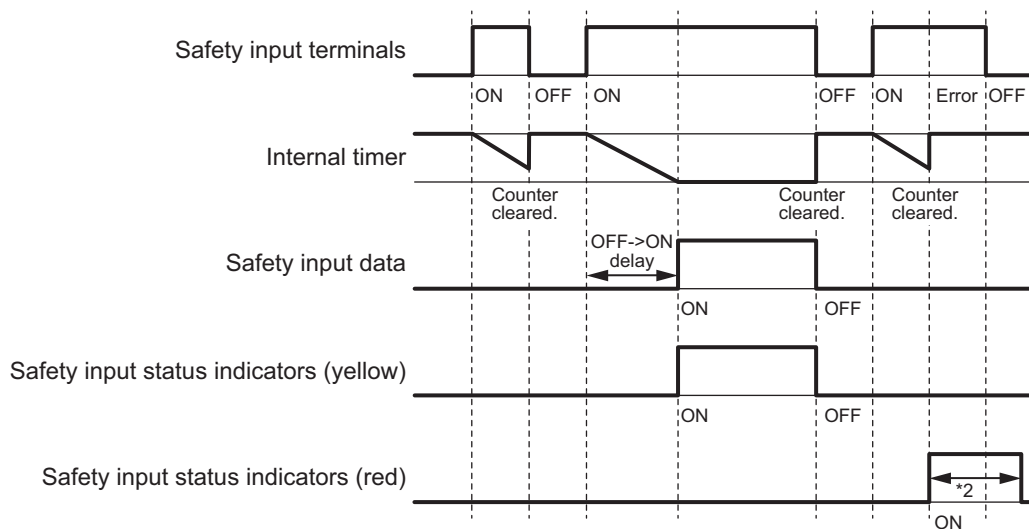 Safety input terminals
ON OFF ON OFF ON Error OFF
Internal timer
Counter cleared.
Counter cleared.
Counter cleared.
OFF->ON
delay
Safety input data
ON OFF
Safety input status indicators (yellow)
ON OFF
Safety input status indicators (red)
*2
ON